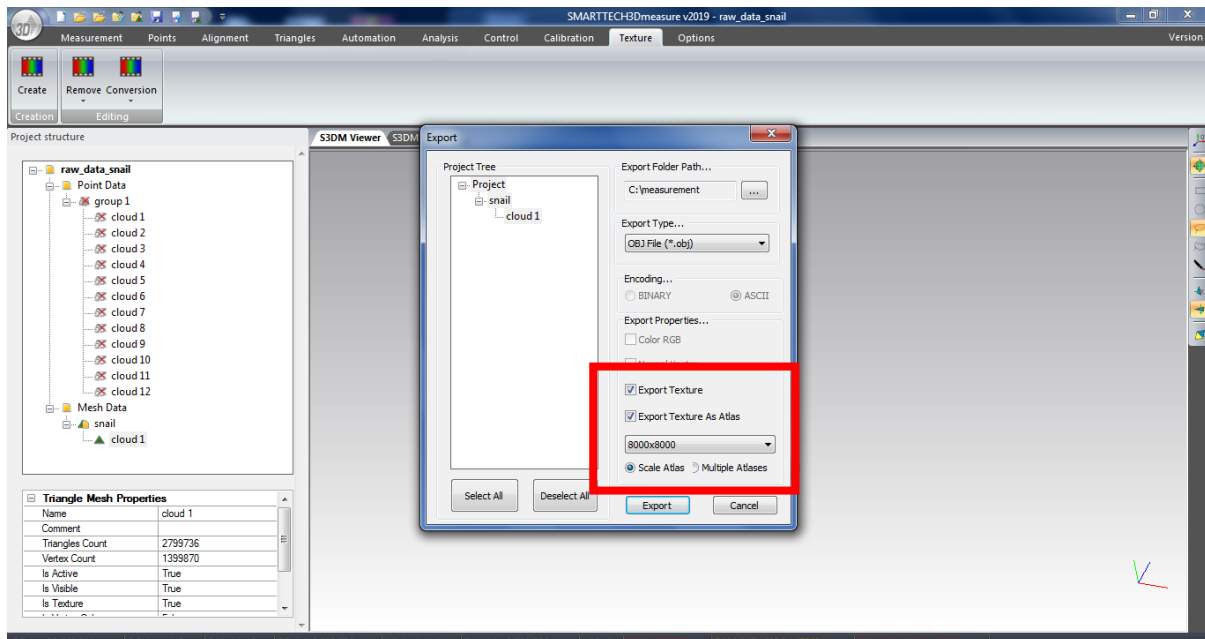 SMARTTECH3Dmeasure v2019 - raw_data_snail
3D
Measurement Points Alignment Triangles Automation Analysis Control Calibration Texture Options Version
Create Remove Conversion
Creation Editing
Project structure
S3DM Viewer S3DM
raw_data_snail
Point Data
group 1
cloud 1
cloud 2
cloud 3
cloud 4
cloud 5
cloud 6
cloud 7
cloud 8
cloud 9
cloud 10
cloud 11
cloud 12
Mesh Data
snail
cloud 1
Triangle Mesh Properties
Name cloud 1
Comment
Triangles Count 2799736
Vertex Count 1399870
Is Active True
Is Visible True
Is Texture True
Export
Project Tree
Project
snail
cloud 1
Select All Deselect All
Export Folder Path...
C:\measurement ...
Export Type...
OBJ File (*.obj)
Encoding...
BINARY ASCII
Export Properties...
Color RGB
Export Texture
Export Texture As Atlas
8000x8000
Scale Atlas Multiple Atlases
Export Cancel